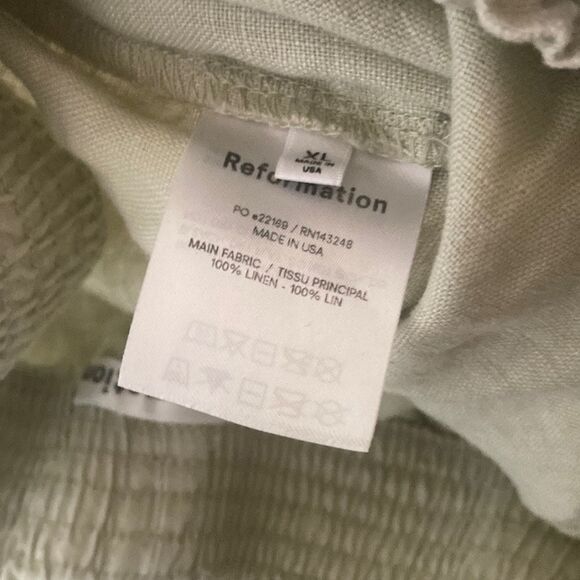 XL
MADE IN
USA
Reformation
PO #22169 / RN143248
MADE IN USA
MAIN FABRIC / TISSU PRINCIPAL
100% LINEN - 100% LIN